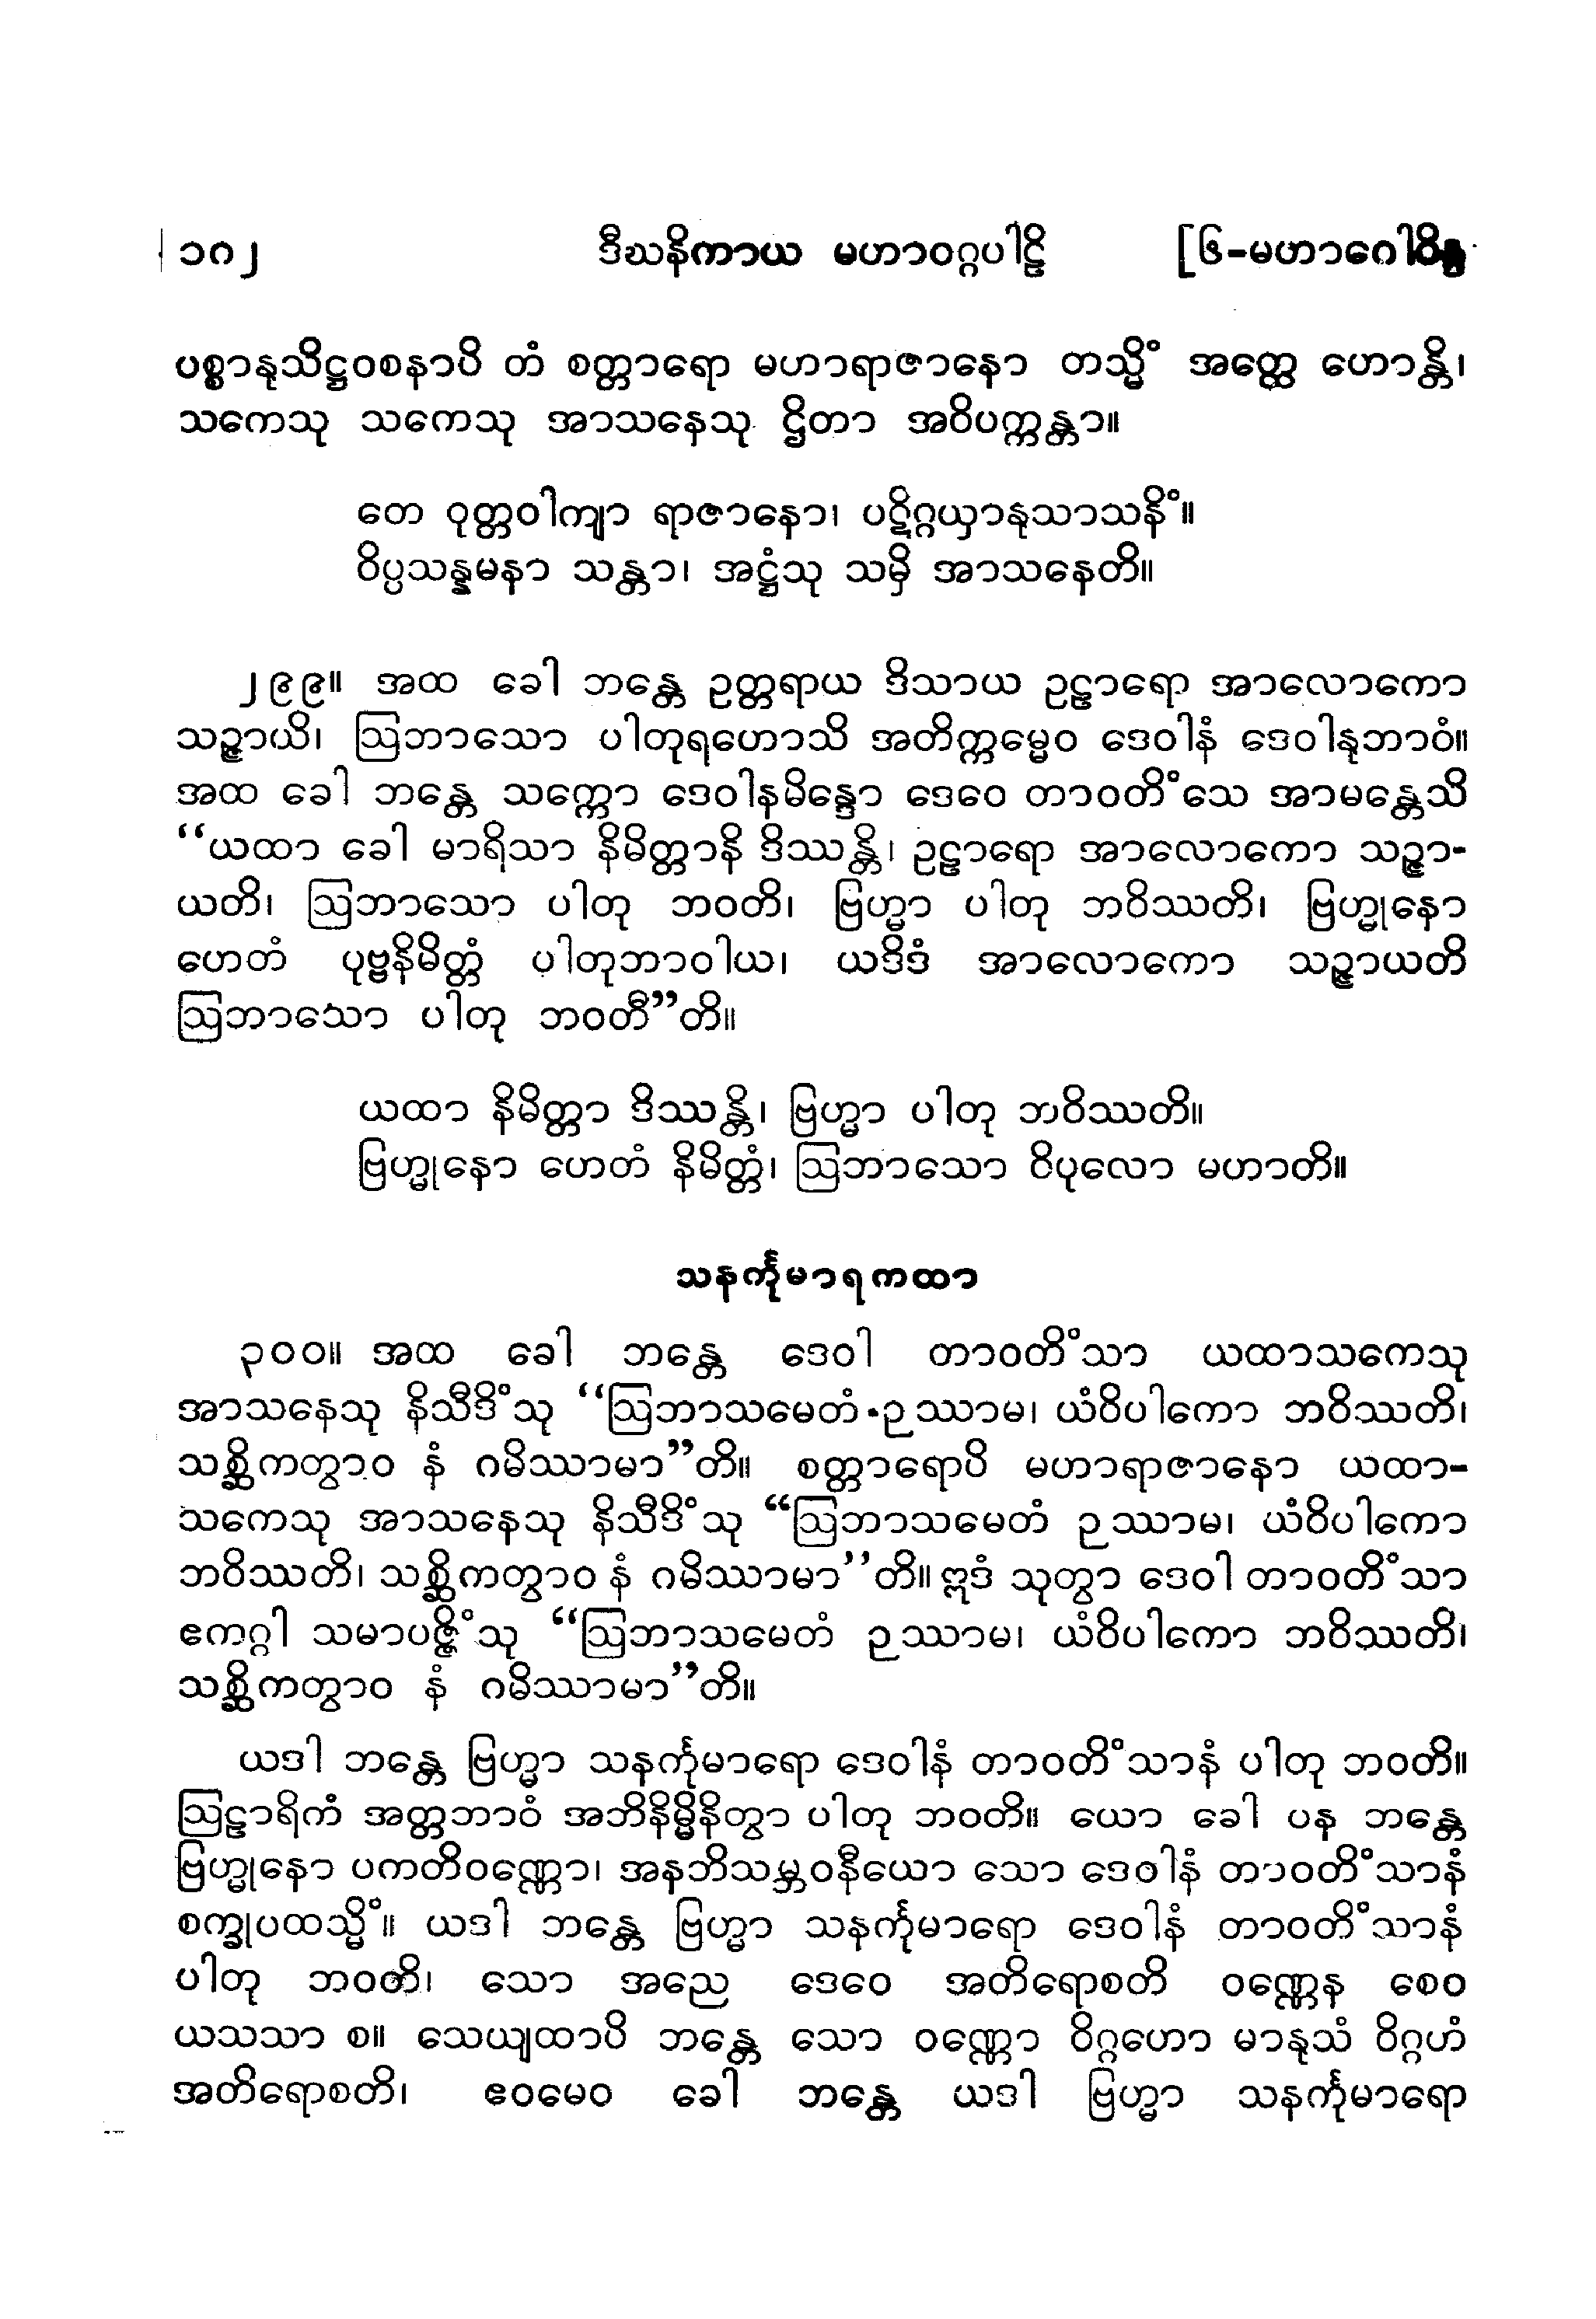 ၁၈၂ ဒီဃနိကာယ မဟာဝဂ္ဂပါဠိ [၆-မဟာဂေါဝိန္ဒ
ပစ္စာနုသိဋ္ဌဝစနာပိ တံ စတ္တာရော မဟာရာဇာနော တသ္မိံ အတ္ထေ ဟောန္တိ၊
သကေသု သကေသု အာသနေသု ဌိတာ အဝိပက္ကန္တာ။
တေ ဝုတ္တဝါကျာ ရာဇာနော၊ ပဋိဂ္ဂယှာနုသာသနိံ။
ဝိပ္ပသန္နမနာ သန္တာ၊ အဋ္ဌံသု သမှိ အာသနေတိ။
၂၉၉။ အထ ခေါ ဘန္တေ ဥတ္တရာယ ဒိသာယ ဥဠာရော အာလောကော
သဉ္ဇာယိ၊ ဩဘာသော ပါတုရဟောသိ အတိက္ကမ္မေဝ ဒေဝါနံ ဒေဝါနုဘာဝံ။
အထ ခေါ ဘန္တေ သက္ကော ဒေဝါနမိန္ဒော ဒေဝေ တာဝတိံသေ အာမန္တေသိ
“ယထာ ခေါ မာရိသာ နိမိတ္တာနိ ဒိဿန္တိ၊ ဥဠာရော အာလောကော သဉ္ဇာ-
ယတိ၊ ဩဘာသော ပါတု ဘဝတိ၊ ဗြဟ္မာ ပါတု ဘဝိဿတိ၊ ဗြဟ္မုနော
ဟေတံ ပုဗ္ဗနိမိတ္တံ ပါတုဘာဝါယ၊ ယဒိဒံ အာလောကော သဉ္ဇာယတိ
ဩဘာသော ပါတု ဘဝတီ”တိ။
ယထာ နိမိတ္တာ ဒိဿန္တိ၊ ဗြဟ္မာ ပါတု ဘဝိဿတိ။
ဗြဟ္မုနော ဟေတံ နိမိတ္တံ၊ ဩဘာသော ဝိပုလော မဟာတိ။
သနင်္ကုမာရကထာ
၃၀၀။ အထ ခေါ ဘန္တေ ဒေဝါ တာဝတိံသာ ယထာသကေသု
အာသနေသု နိသီဒိံသု “ဩဘာသမေတံ ဉဿာမ၊ ယံဝိပါကော ဘဝိဿတိ၊
သစ္ဆိကတွာဝ နံ ဂမိဿာမာ”တိ။ စတ္တာရောပိ မဟာရာဇာနော ယထာ-
သကေသု အာသနေသု နိသီဒိံသု “ဩဘာသမေတံ ဉဿာမ၊ ယံဝိပါကော
ဘဝိဿတိ၊ သစ္ဆိကတွာဝ နံ ဂမိဿာမာ”တိ။ ဣဒံ သုတွာ ဒေဝါ တာဝတိံသာ
ဧကဂ္ဂါ သမာပဇ္ဇိံသု “ဩဘာသမေတံ ဉဿာမ၊ ယံဝိပါကော ဘဝိဿတိ၊
သစ္ဆိကတွာဝ နံ ဂမိဿာမာ”တိ။
ယဒါ ဘန္တေ ဗြဟ္မာ သနင်္ကုမာရော ဒေဝါနံ တာဝတိံသာနံ ပါတု ဘဝတိ။
ဩဠာရိကံ အတ္တဘာဝံ အဘိနိမ္မိနိတွာ ပါတု ဘဝတိ။ ယော ခေါ ပန ဘန္တေ
ဗြဟ္မုနော ပကတိဝဏ္ဏော၊ အနဘိသမ္ဘဝနီယော သော ဒေဝါနံ တာဝတိံသာနံ
စက္ခုပထသ္မိံ။ ယဒါ ဘန္တေ ဗြဟ္မာ သနင်္ကုမာရော ဒေဝါနံ တာဝတိံသာနံ
ပါတု ဘဝတိ၊ သော အညေ ဒေဝေ အတိရောစတိ ဝဏ္ဏေန စေဝ
ယသသာ စ။ သေယျထာပိ ဘန္တေ သော ဝဏ္ဏော ဝိဂ္ဂဟော မာနုသံ ဝိဂ္ဂဟံ
အတိရောစတိ၊ ဧဝမေဝ ခေါ ဘန္တေ ယဒါ ဗြဟ္မာ သနင်္ကုမာရော